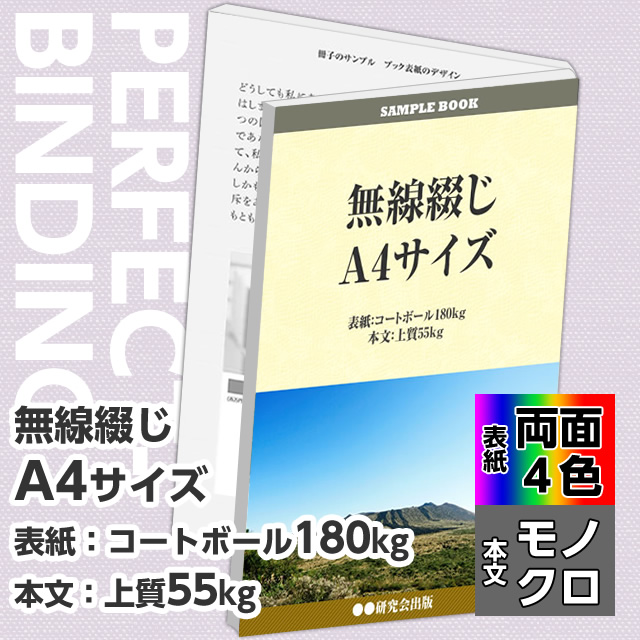 PERFECT
BINDING
冊子のサンプル　ブック表紙のデザイン
どうしても私に
はしま
つの に
であ
て、私
んか
しかも
斥を
もとも
SAMPLE BOOK
無線綴じ
A4サイズ
表紙:コートボール180kg
本文:上質55kg
●●研究会出版
無線綴じ
A4サイズ
表紙：コートボール180kg
本文：上質55kg
表紙
両面
4色
本文
モノ
クロ